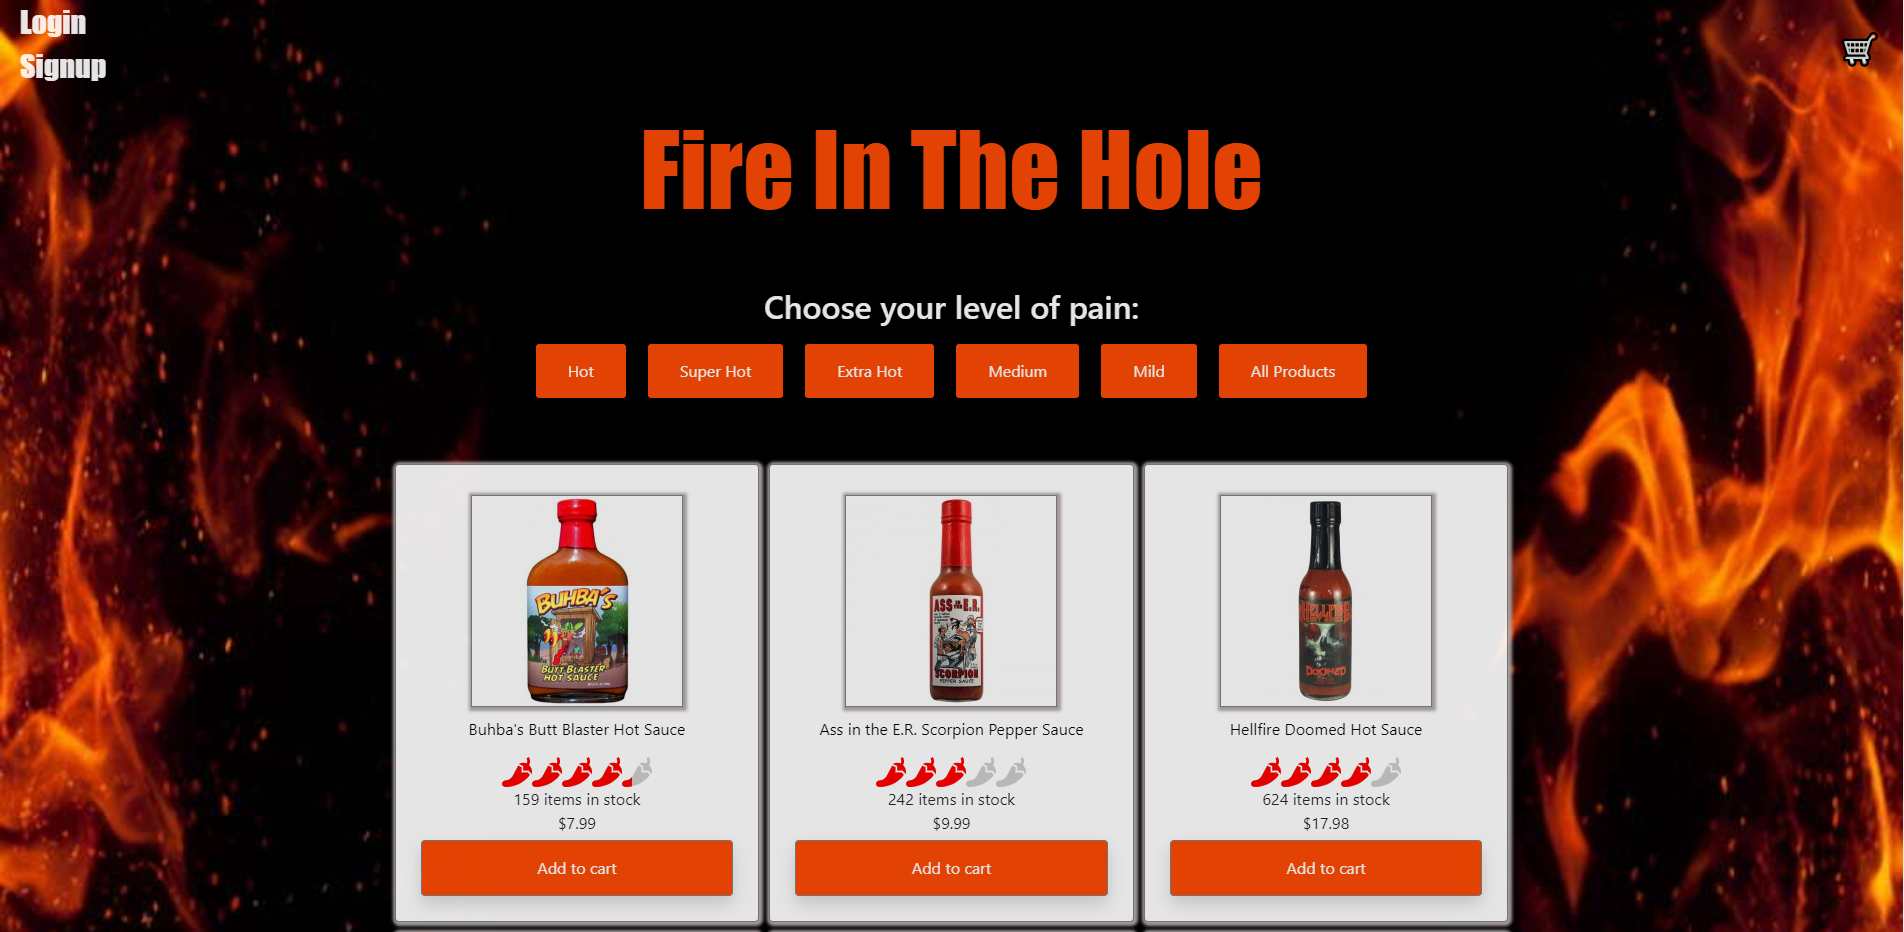 Login
Signup
Fire In The Hole
Choose your level of pain:
Hot
Super Hot
Extra Hot
Medium
Mild
All Products
BUHBA'S
BUTT BLASTER
HOT SAUCE
ASS IN THE E.R.
SCORPION
PEPPER SAUCE
HELLFIRE
DOOMED
Buhba's Butt Blaster Hot Sauce
Ass in the E.R. Scorpion Pepper Sauce
Hellfire Doomed Hot Sauce
159 items in stock
242 items in stock
624 items in stock
$7.99
$9.99
$17.98
Add to cart
Add to cart
Add to cart